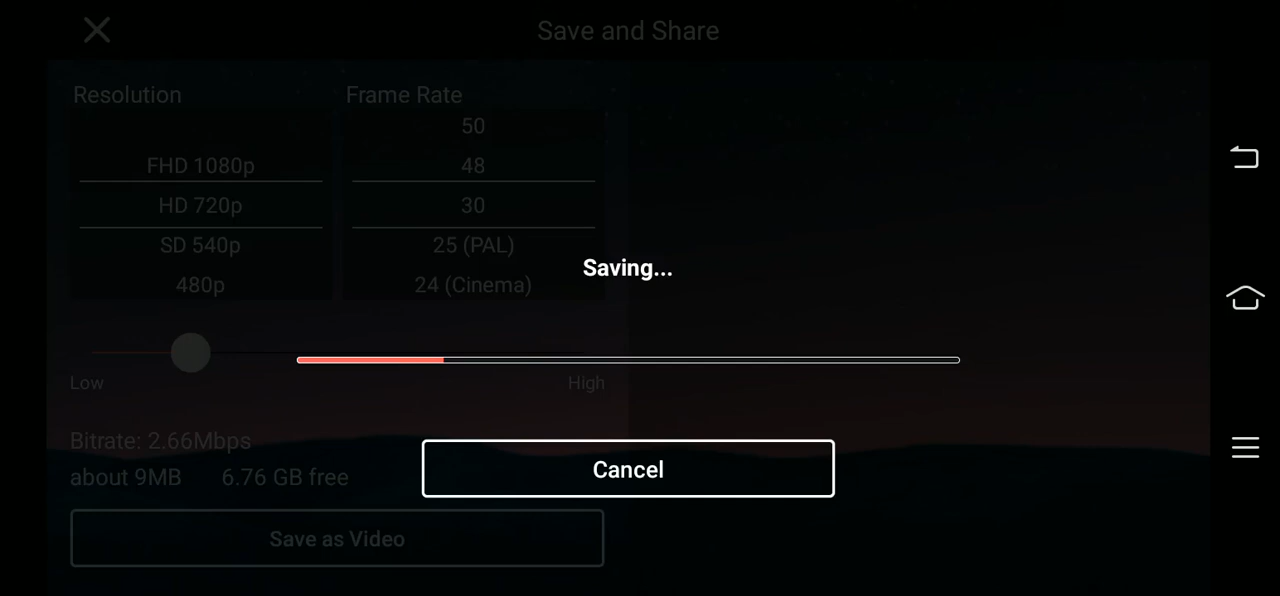 Save and Share
Resolution
Frame Rate
50
FHD 1080p
48
HD 720p
30
SD 540p
25 (PAL)
480p
24 (Cinema)
Saving...
Low
High
Bitrate: 2.66Mbps
about 9MB 6.76 GB free
Cancel
Save as Video